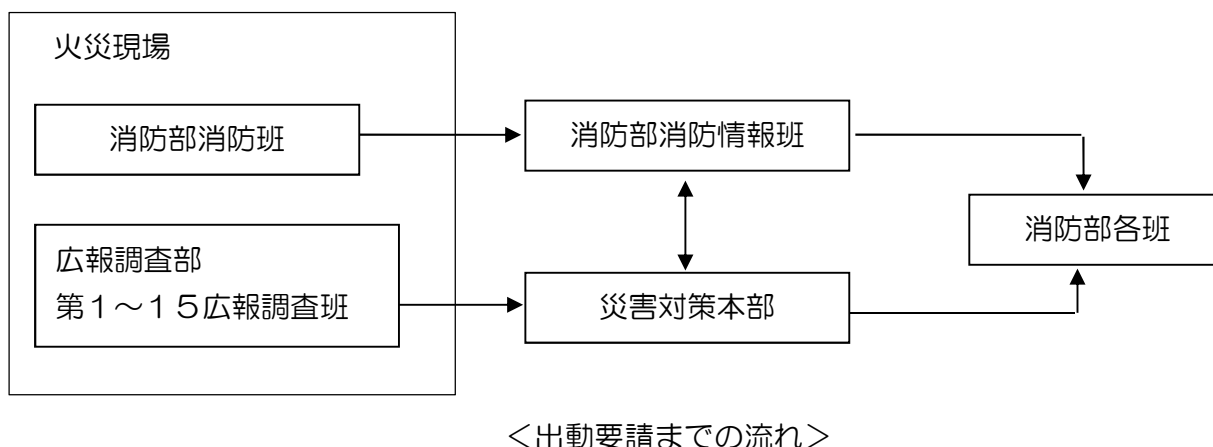 火災現場
消防部消防班
消防部消防情報班
消防部各班
広報調査部
第１～１５広報調査班
災害対策本部
＜出動要請までの流れ＞